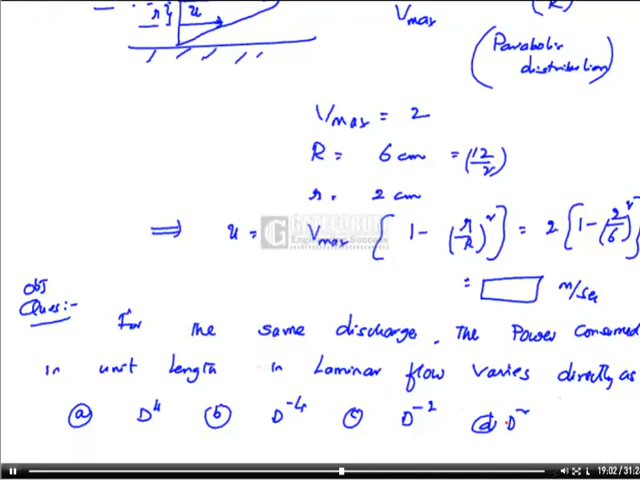 u
r
V max
(R)
(Parabolic
distribution)
Vmax = 2
R = 6 cm = (12/2)
r = 2 cm
⟹ u = Vmax [ 1 - (r/R)² ] = 2 [ 1 - (2/6)² ]
GATEFORUM
= m/sec
obj
Ques:-
For the same discharge, The Power Consumed
in unit Length in Laminar flow varies directly as
(a) D⁴ (b) D⁻⁴ (c) D⁻² (d) D²
19:02/31:2